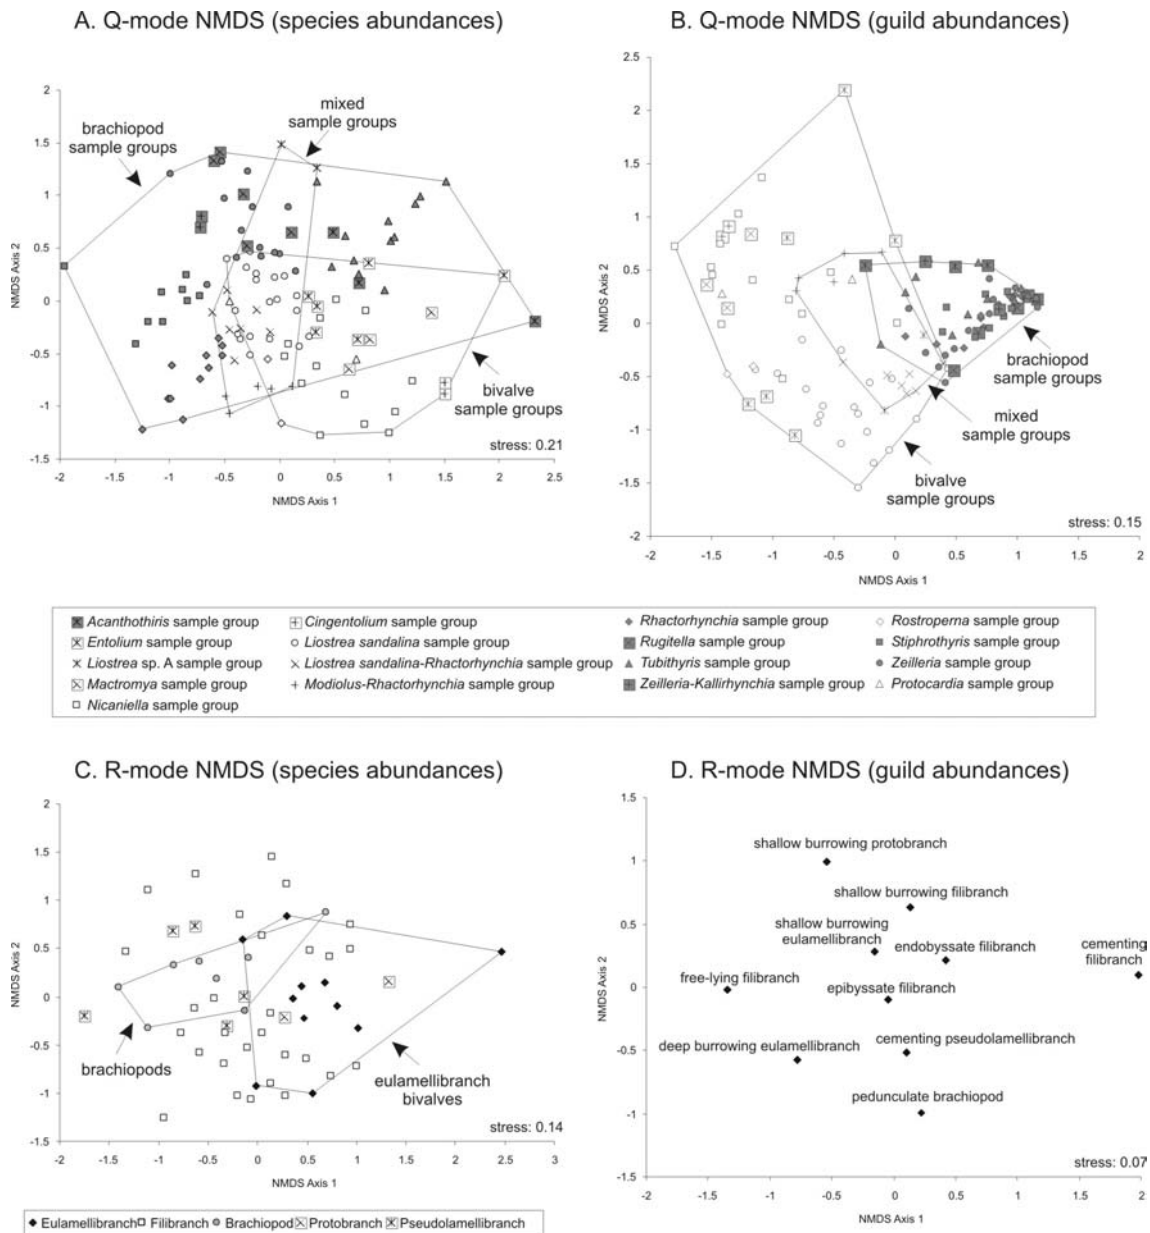 A. Q-mode NMDS (species abundances)
B. Q-mode NMDS (guild abundances)
2
1.5
1
0.5
0
-0.5
-1
-1.5
-2
-1.5
-1
-0.5
0
0.5
1
1.5
2
2.5
NMDS Axis 2
NMDS Axis 1
brachiopod
sample groups
mixed
sample groups
bivalve
sample groups
stress: 0.21
2.5
2
1.5
1
0.5
0
-0.5
-1
-1.5
-2
-2
-1.5
-1
-0.5
0
0.5
1
1.5
2
NMDS Axis 2
NMDS Axis 1
brachiopod
sample groups
mixed
sample groups
bivalve
sample groups
stress: 0.15
Acanthothiris sample group
Cingentolium sample group
Rhactorhynchia sample group
Rostroperna sample group
Entolium sample group
Liostrea sandalina sample group
Rugitella sample group
Stiphrothyris sample group
Liostrea sp. A sample group
Liostrea sandalina-Rhactorhynchia sample group
Tubithyris sample group
Zeilleria sample group
Mactromya sample group
Modiolus-Rhactorhynchia sample group
Zeilleria-Kallirhynchia sample group
Protocardia sample group
Nicaniella sample group
C. R-mode NMDS (species abundances)
D. R-mode NMDS (guild abundances)
2
1.5
1
0.5
0
-0.5
-1
-1.5
-2
-1.5
-1
-0.5
0
0.5
1
1.5
2
2.5
3
NMDS Axis 2
NMDS Axis 1
brachiopods
eulamellibranch
bivalves
stress: 0.14
Eulamellibranch Filibranch Brachiopod Protobranch Pseudolamellibranch
1.5
1
0.5
0
-0.5
-1
-1.5
-2
-1.5
-1
-0.5
0
0.5
1
1.5
2
NMDS Axis 2
NMDS Axis 1
shallow burrowing protobranch
shallow burrowing filibranch
shallow burrowing
eulamellibranch
endobyssate filibranch
cementing
filibranch
free-lying filibranch
epibyssate filibranch
deep burrowing eulamellibranch
cementing pseudolamellibranch
pedunculate brachiopod
stress: 0.07